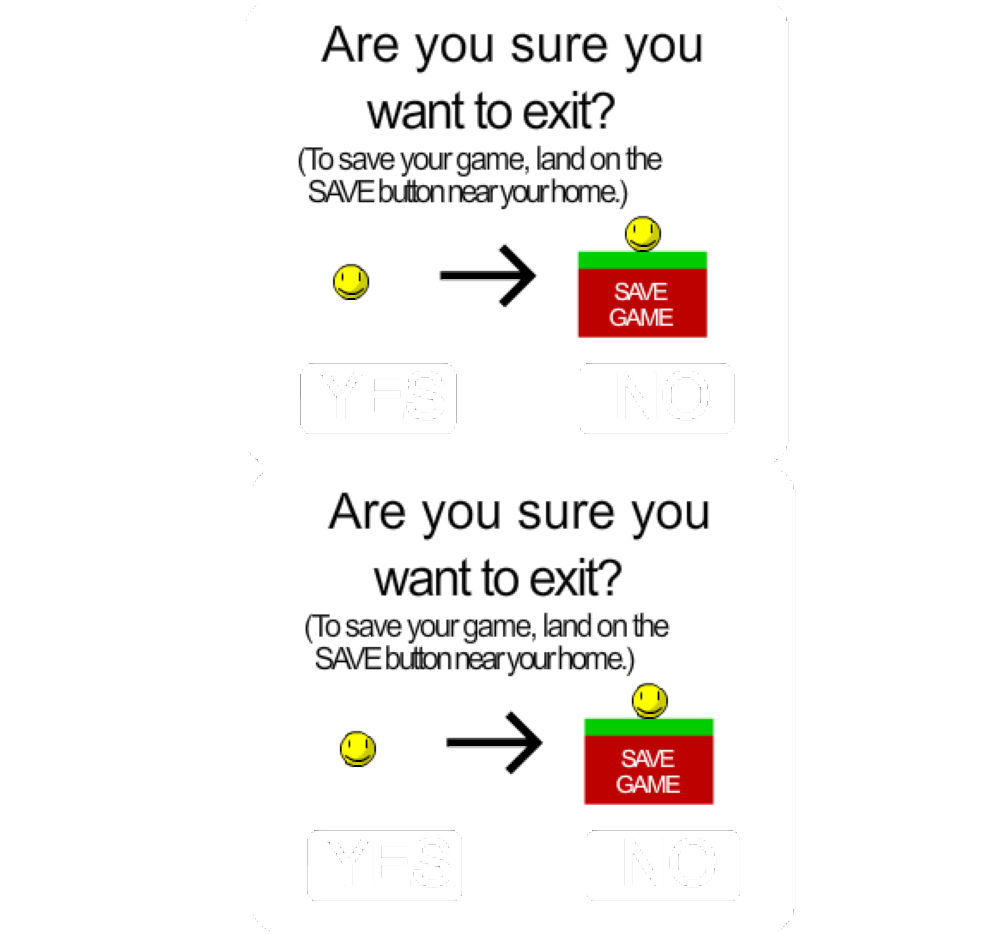 Are you sure you
want to exit?
(To save your game, land on the
SAVE button near your home.)
SAVE
GAME
YES NO
Are you sure you
want to exit?
(To save your game, land on the
SAVE button near your home.)
SAVE
GAME
YES NO